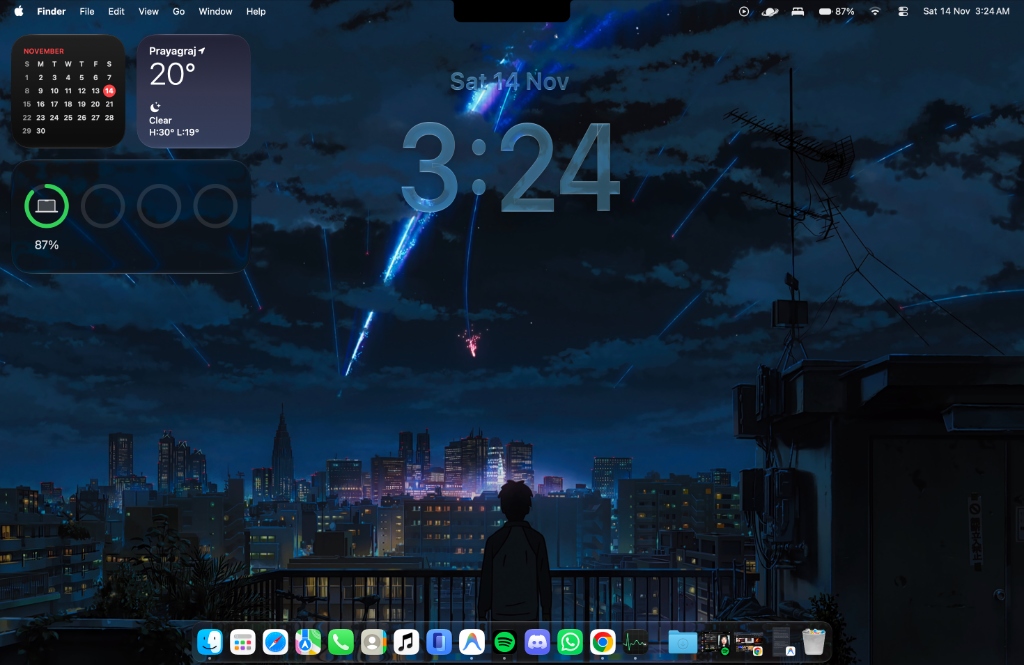 Finder File Edit View Go Window Help
87%
Sat 14 Nov 3:24 AM
NOVEMBER
S M T W T F S
1 2 3 4 5 6 7
8 9 10 11 12 13 14
15 16 17 18 19 20 21
22 23 24 25 26 27 28
29 30
Prayagraj
20°
Clear
H:30° L:19°
87%
Sat 14 Nov
3:24